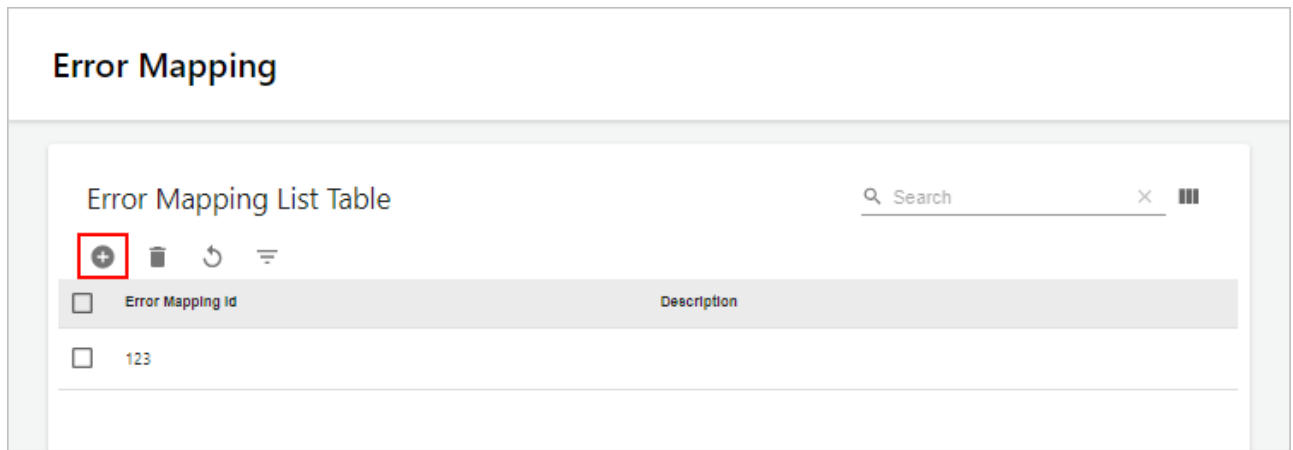 Error Mapping
Error Mapping List Table
Search
Error Mapping Id
Description
123